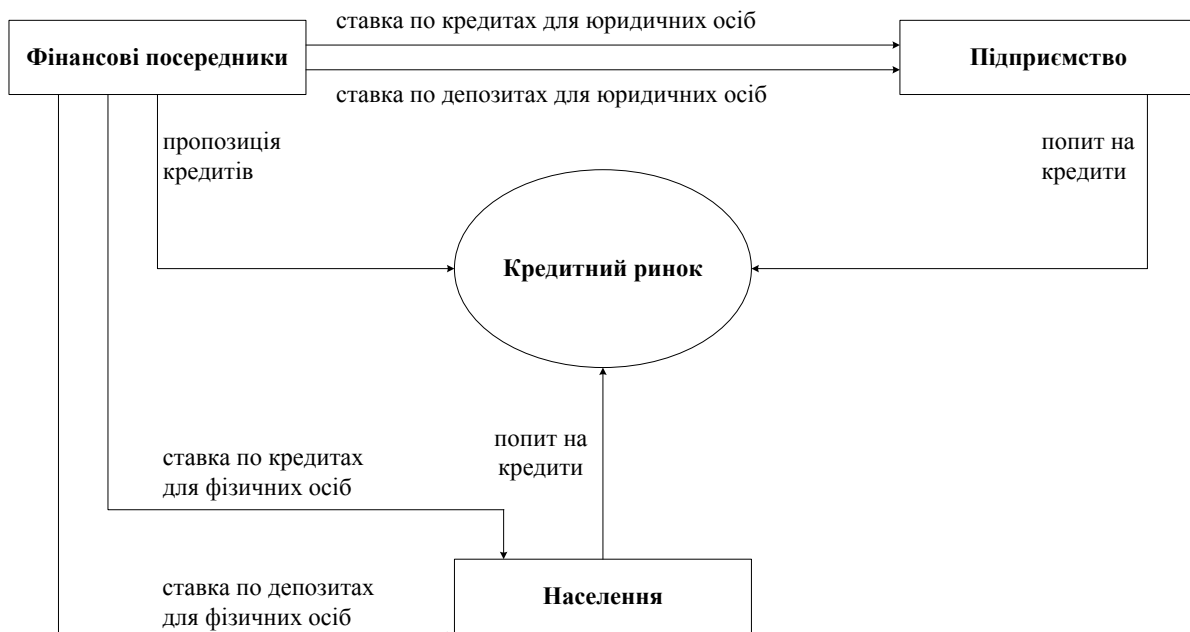 ставка по кредитах для юридичних осіб
Фінансові посередники
Підприємство
ставка по депозитах для юридичних осіб
пропозиція
кредитів
попит на
кредити
Кредитний ринок
попит на
кредити
ставка по кредитах
для фізичних осіб
ставка по депозитах
для фізичних осіб
Населення